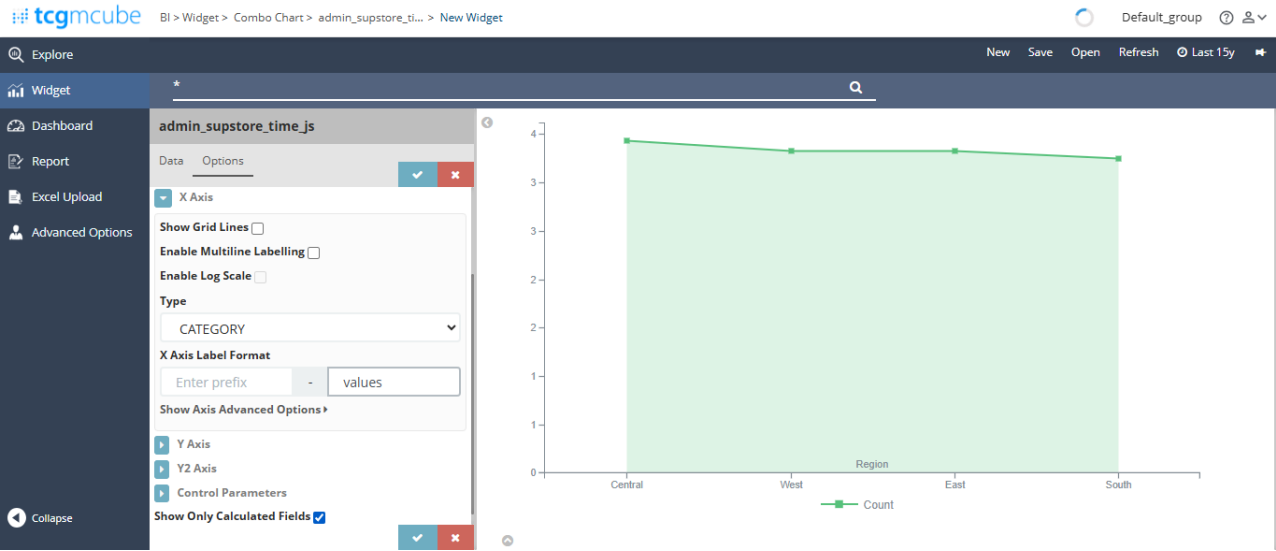 tcgmcube
BI > Widget > Combo Chart > admin_supstore_ti... > New Widget
Default_group
Explore
New Save Open Refresh Last 15y
Widget
*
Dashboard
Report
Excel Upload
Advanced Options
Collapse
admin_supstore_time_js
Data Options
X Axis
Show Grid Lines
Enable Multiline Labelling
Enable Log Scale
Type
CATEGORY
X Axis Label Format
Enter prefix - values
Show Axis Advanced Options
Y Axis
Y2 Axis
Control Parameters
Show Only Calculated Fields
4
3
3
2
2
1
1
0
Region
Central West East South
Count